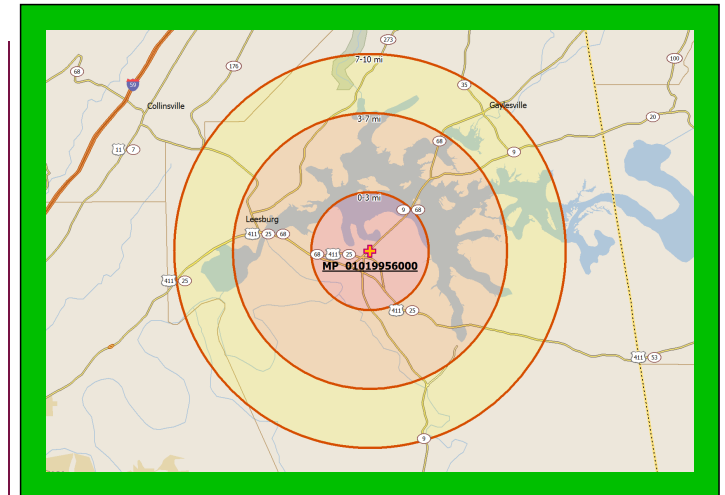 273
7-10 mi
100
68
176
59
35
Collinsville
Gaylesville
3-7 mi
20
68
11 7
9
0-3 mi
9 68
Leesburg
411 25 68
68 411 25
MP_01019956000
411 25
411 25
411 53
9